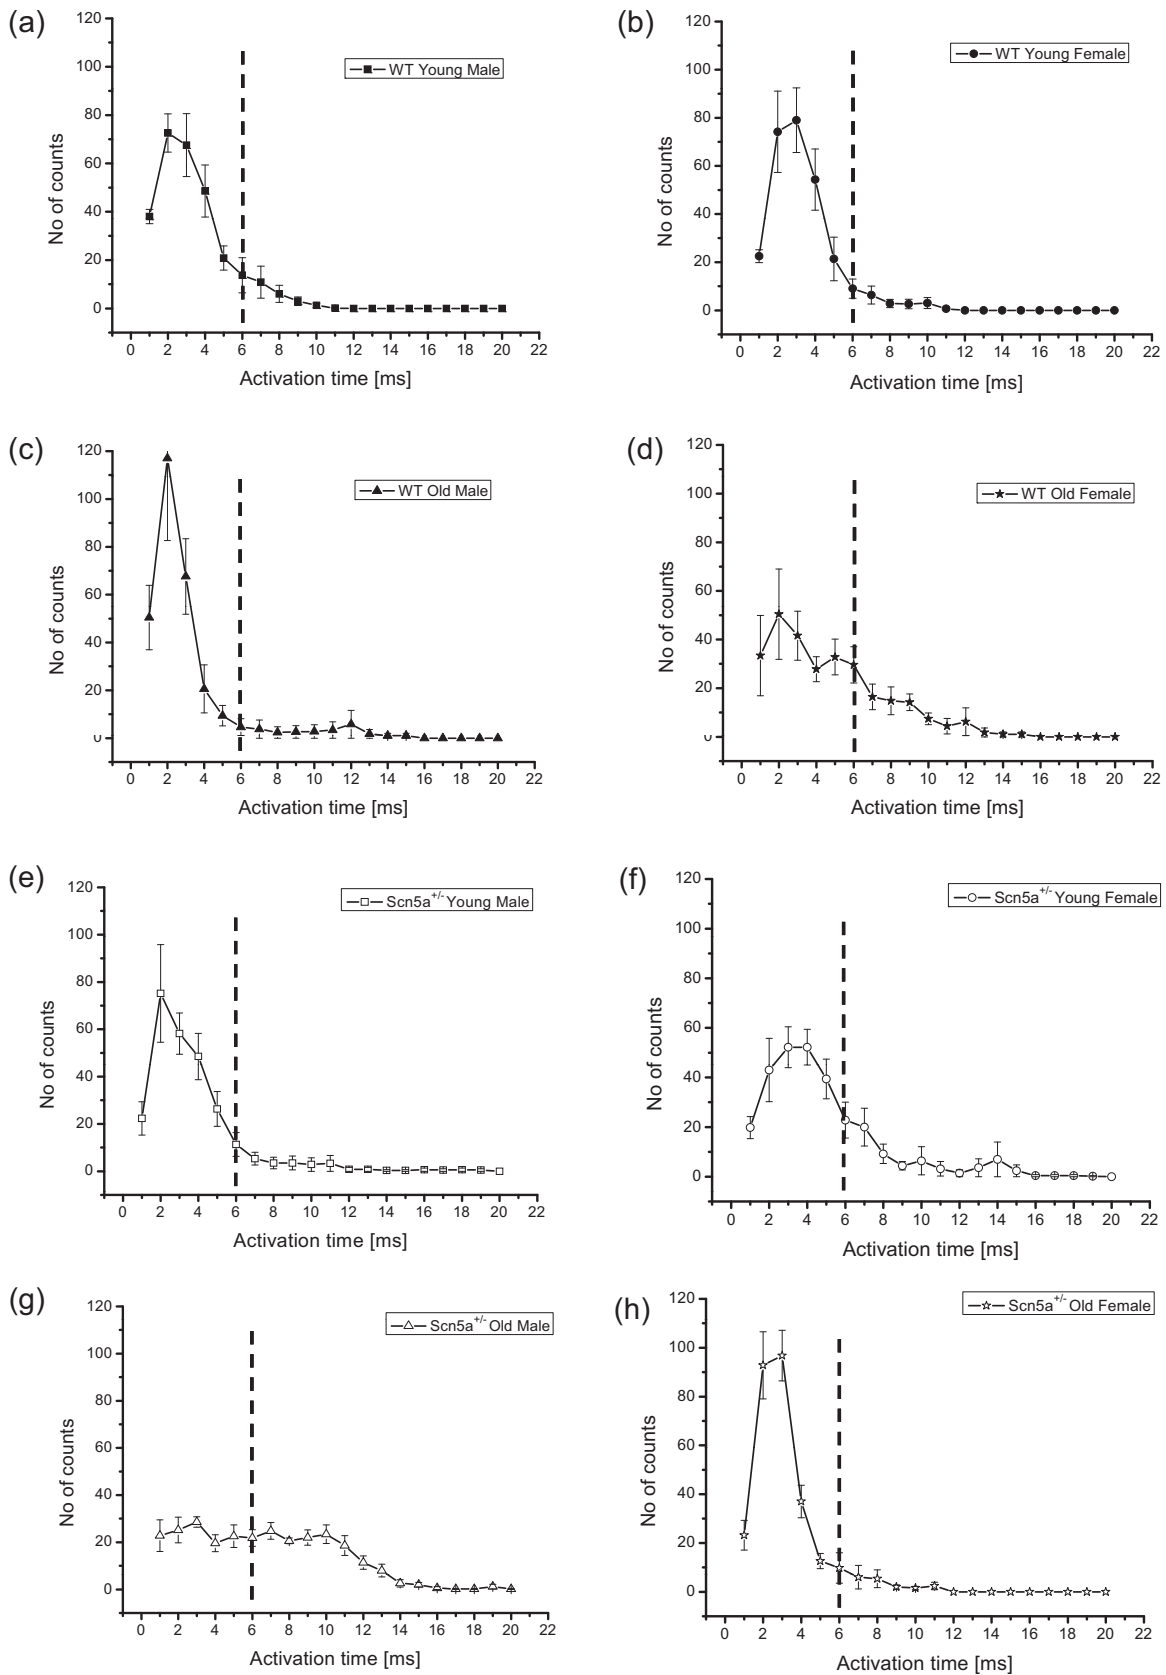 (a)
120
100
80
60
40
20
0
No of counts
WT Young Male
0 2 4 6 8 10 12 14 16 18 20 22
Activation time [ms]
(b)
120
100
80
60
40
20
0
No of counts
WT Young Female
0 2 4 6 8 10 12 14 16 18 20 22
Activation time [ms]
(c)
120
100
80
60
40
20
0
No of counts
WT Old Male
0 2 4 6 8 10 12 14 16 18 20 22
Activation time [ms]
(d)
120
100
80
60
40
20
0
No of counts
WT Old Female
0 2 4 6 8 10 12 14 16 18 20 22
Activation time [ms]
(e)
120
100
80
60
40
20
0
No of counts
Scn5a+/- Young Male
0 2 4 6 8 10 12 14 16 18 20 22
Activation time [ms]
(f)
120
100
80
60
40
20
0
No of counts
Scn5a+/- Young Female
0 2 4 6 8 10 12 14 16 18 20 22
Activation time [ms]
(g)
120
100
80
60
40
20
0
No of counts
Scn5a+/- Old Male
0 2 4 6 8 10 12 14 16 18 20 22
Activation time [ms]
(h)
120
100
80
60
40
20
0
No of counts
Scn5a+/- Old Female
0 2 4 6 8 10 12 14 16 18 20 22
Activation time [ms]